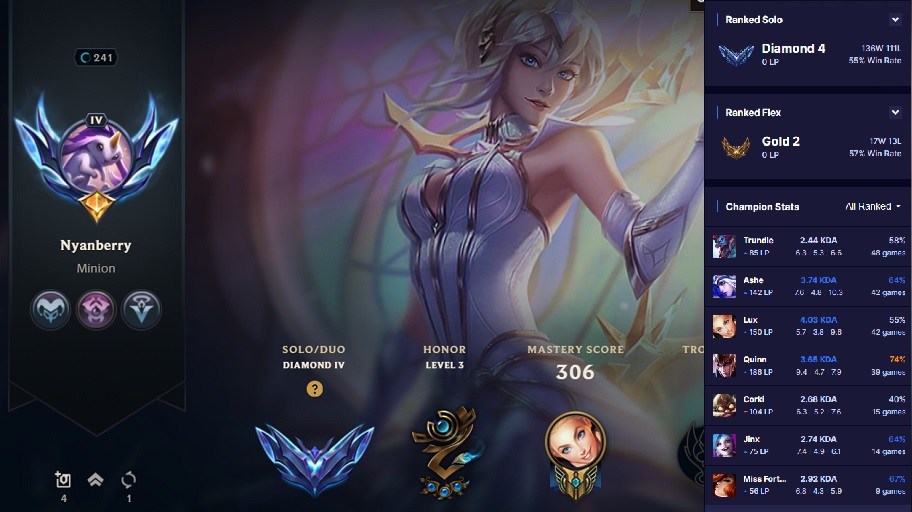 241
IV
Nyanberry
Minion
4
1
SOLO/DUO
DIAMOND IV
?
HONOR
LEVEL 3
MASTERY SCORE
306
TRO
Ranked Solo
Diamond 4
136W 111L
0 LP
55% Win Rate
Ranked Flex
Gold 2
17W 13L
0 LP
57% Win Rate
Champion Stats
All Ranked
Trundle 2.44 KDA 58%
85 LP 6.3 5.3 6.6 48 games
Ashe 3.74 KDA 64%
142 LP 7.6 4.8 10.3 42 games
Lux 4.03 KDA 55%
150 LP 5.7 3.8 9.6 42 games
Quinn 3.65 KDA 74%
186 LP 9.4 4.7 7.9 39 games
Corki 2.68 KDA 40%
104 LP 6.3 5.2 7.6 15 games
Jinx 2.74 KDA 64%
75 LP 7.4 4.9 6.1 14 games
Miss Fort... 2.92 KDA 67%
56 LP 6.8 4.3 5.9 9 games